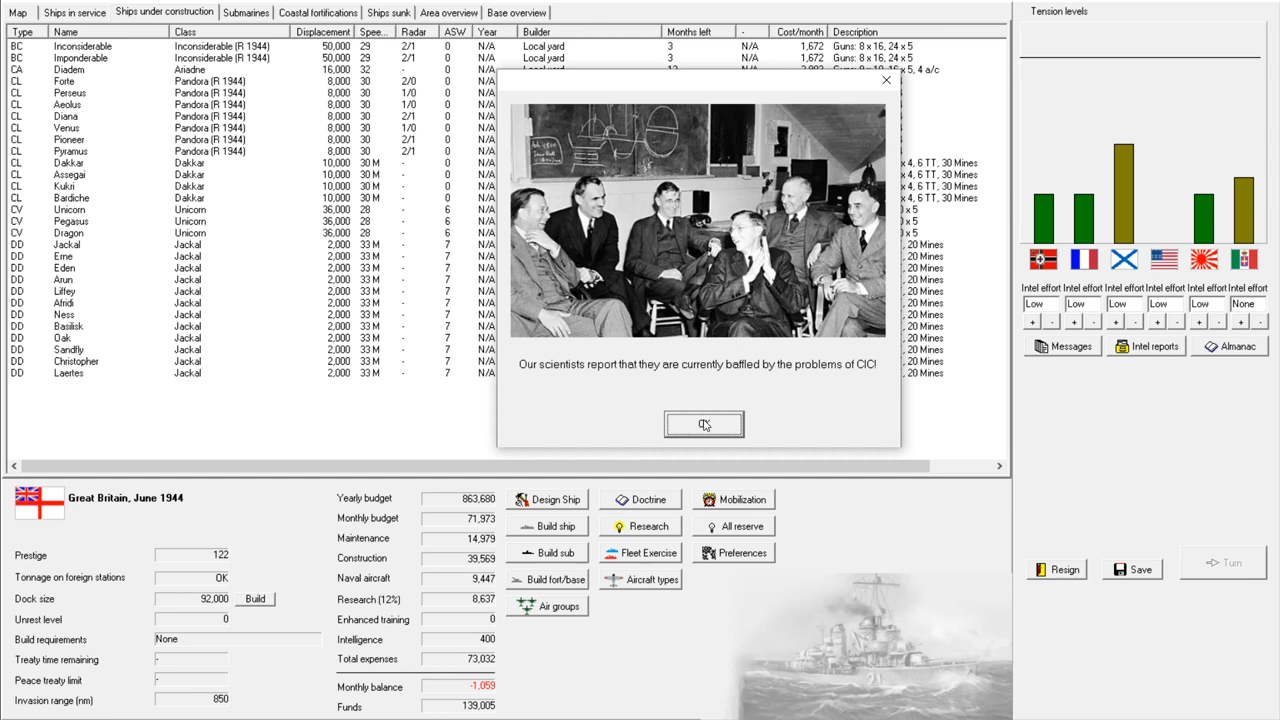 Map Ships in service Ships under construction Submarines Coastal fortifications Ships sunk Area overview Base overview
Type Name Class Displacement Spee... Radar ASW Year Builder Months left - Cost/month Description
BC Inconsiderable Inconsiderable (R 1944) 50,000 29 2/1 0 N/A Local yard 3 N/A 1,672 Guns: 8 x 16, 24 x 5
BC Imponderable Inconsiderable (R 1944) 50,000 29 2/1 0 N/A Local yard 3 N/A 1,672 Guns: 8 x 16, 24 x 5
CA Diadem Ariadne 16,000 32 - 0 N/A x 5, 4 a/c
CL Forte Pandora (R 1944) 8,000 30 2/0 0 N/A
CL Perseus Pandora (R 1944) 8,000 30 1/0 0 N/A
CL Aeolus Pandora (R 1944) 8,000 30 1/0 0 N/A
CL Diana Pandora (R 1944) 8,000 30 2/1 0 N/A
CL Venus Pandora (R 1944) 8,000 30 1/0 0 N/A
CL Pioneer Pandora (R 1944) 8,000 30 2/1 0 N/A
CL Pyramus Pandora (R 1944) 8,000 30 2/1 0 N/A
CL Dakkar Dakkar 10,000 30 M - 0 N/A x 4, 6 TT, 30 Mines
CL Assegai Dakkar 10,000 30 M - 0 N/A x 4, 6 TT, 30 Mines
CL Kukri Dakkar 10,000 30 M - 0 N/A x 4, 6 TT, 30 Mines
CL Bardiche Dakkar 10,000 30 M - 0 N/A x 4, 6 TT, 30 Mines
CV Unicorn Unicorn 36,000 28 - 6 N/A 0 x 5
CV Pegasus Unicorn 36,000 28 - 6 N/A 0 x 5
CV Dragon Unicorn 36,000 28 - 6 N/A 0 x 5
DD Jackal Jackal 2,000 33 M - 7 N/A , 20 Mines
DD Erne Jackal 2,000 33 M - 7 N/A , 20 Mines
DD Eden Jackal 2,000 33 M - 7 N/A , 20 Mines
DD Arun Jackal 2,000 33 M - 7 N/A , 20 Mines
DD Liffey Jackal 2,000 33 M - 7 N/A , 20 Mines
DD Afridi Jackal 2,000 33 M - 7 N/A , 20 Mines
DD Ness Jackal 2,000 33 M - 7 N/A , 20 Mines
DD Basilisk Jackal 2,000 33 M - 7 N/A , 20 Mines
DD Oak Jackal 2,000 33 M - 7 N/A , 20 Mines
DD Sandfly Jackal 2,000 33 M - 7 N/A , 20 Mines
DD Christopher Jackal 2,000 33 M - 7 N/A , 20 Mines
DD Laertes Jackal 2,000 33 M - 7 N/A , 20 Mines
Our scientists report that they are currently baffled by the problems of CIC!
OK
Tension levels
Intel effort Intel effort Intel effort Intel effort Intel effort Intel effort
Low Low Low Low Low None
+ - + - + - + - + - + -
Messages Intel reports Almanac
Resign Save Turn
Great Britain, June 1944
Prestige 122
Tonnage on foreign stations OK
Dock size 92,000 Build
Unrest level 0
Build requirements None
Treaty time remaining -
Peace treaty limit -
Invasion range (nm) 850
Yearly budget 863,680
Monthly budget 71,973
Maintenance 14,979
Construction 39,569
Naval aircraft 9,447
Research (12%) 8,637
Enhanced training 0
Intelligence 400
Total expenses 73,032
Monthly balance -1,059
Funds 139,005
Design Ship Doctrine Mobilization
Build ship Research All reserve
Build sub Fleet Exercise Preferences
Build fort/base Aircraft types
Air groups